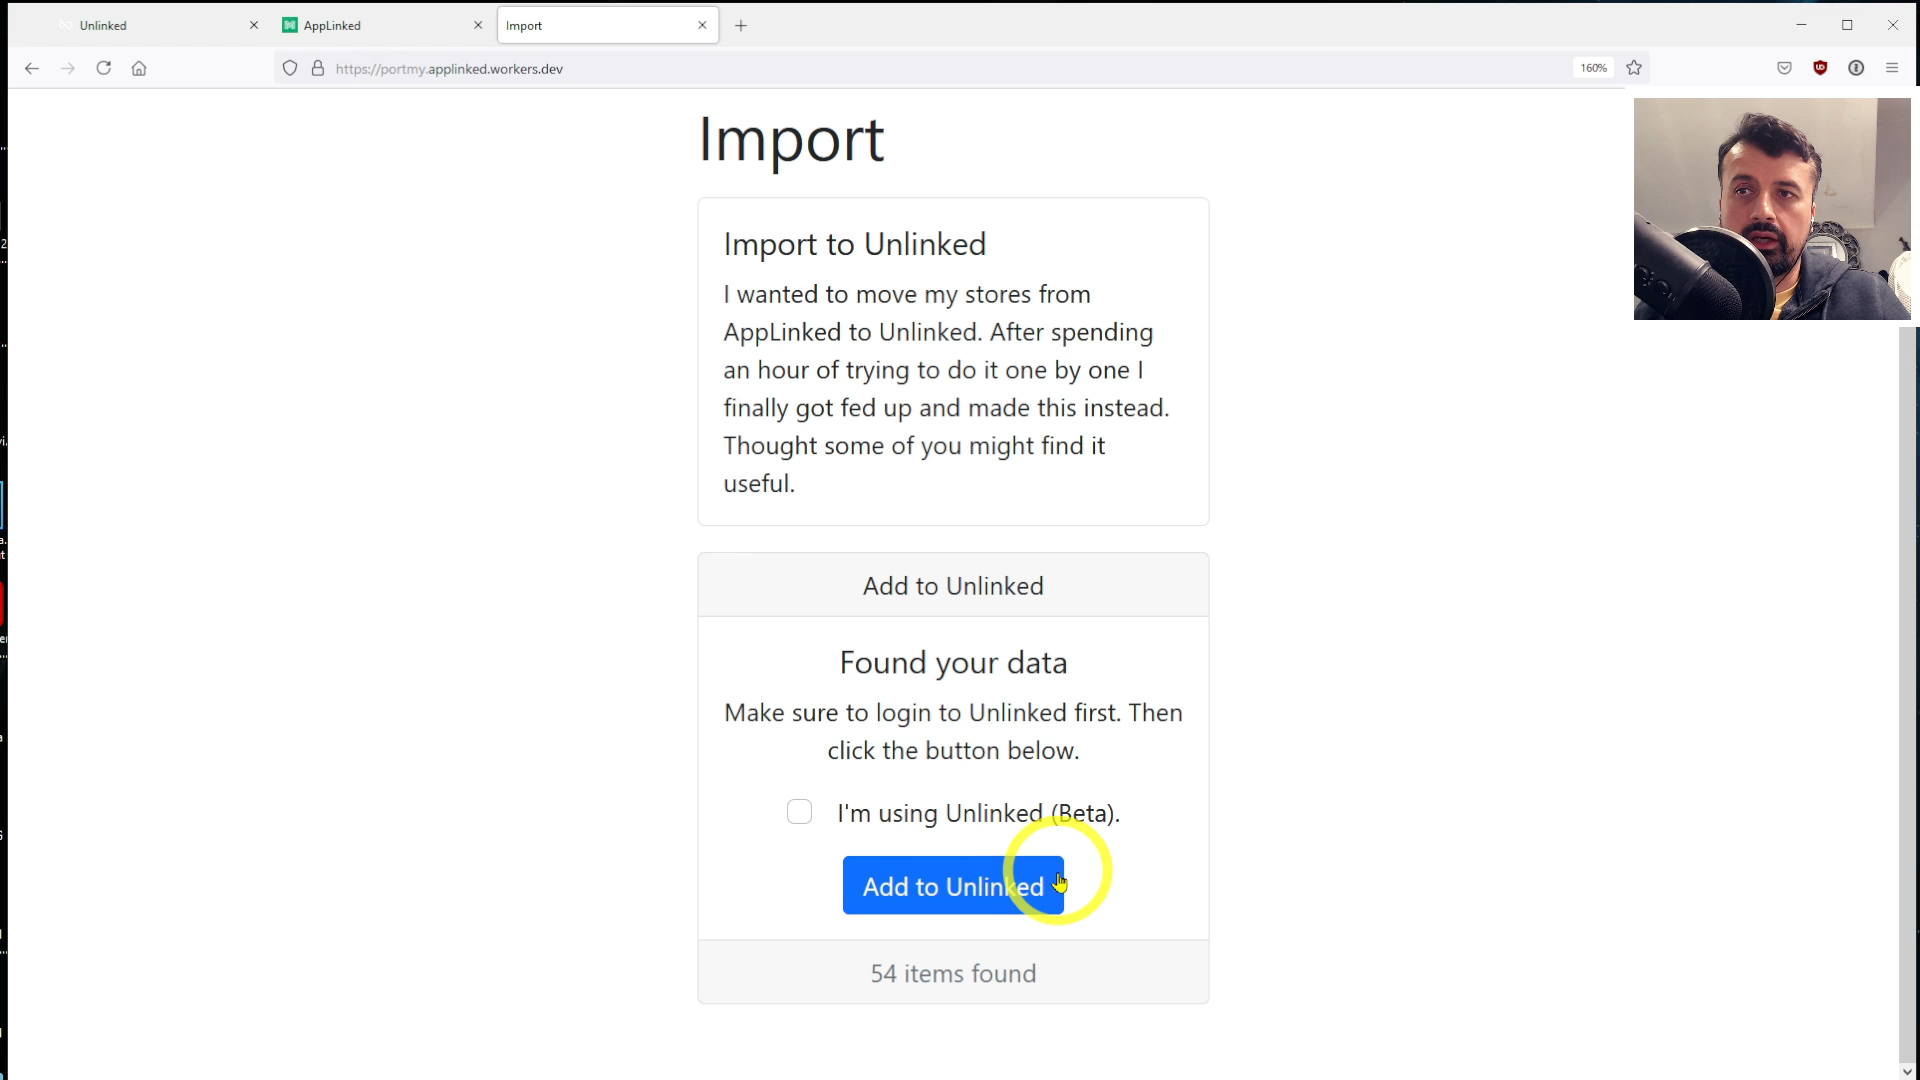 Unlinked
AppLinked
Import
https://portmy.applinked.workers.dev
160%
Import
Import to Unlinked
I wanted to move my stores from
AppLinked to Unlinked. After spending
an hour of trying to do it one by one I
finally got fed up and made this instead.
Thought some of you might find it
useful.
Add to Unlinked
Found your data
Make sure to login to Unlinked first. Then
click the button below.
I'm using Unlinked (Beta).
Add to Unlinked
54 items found